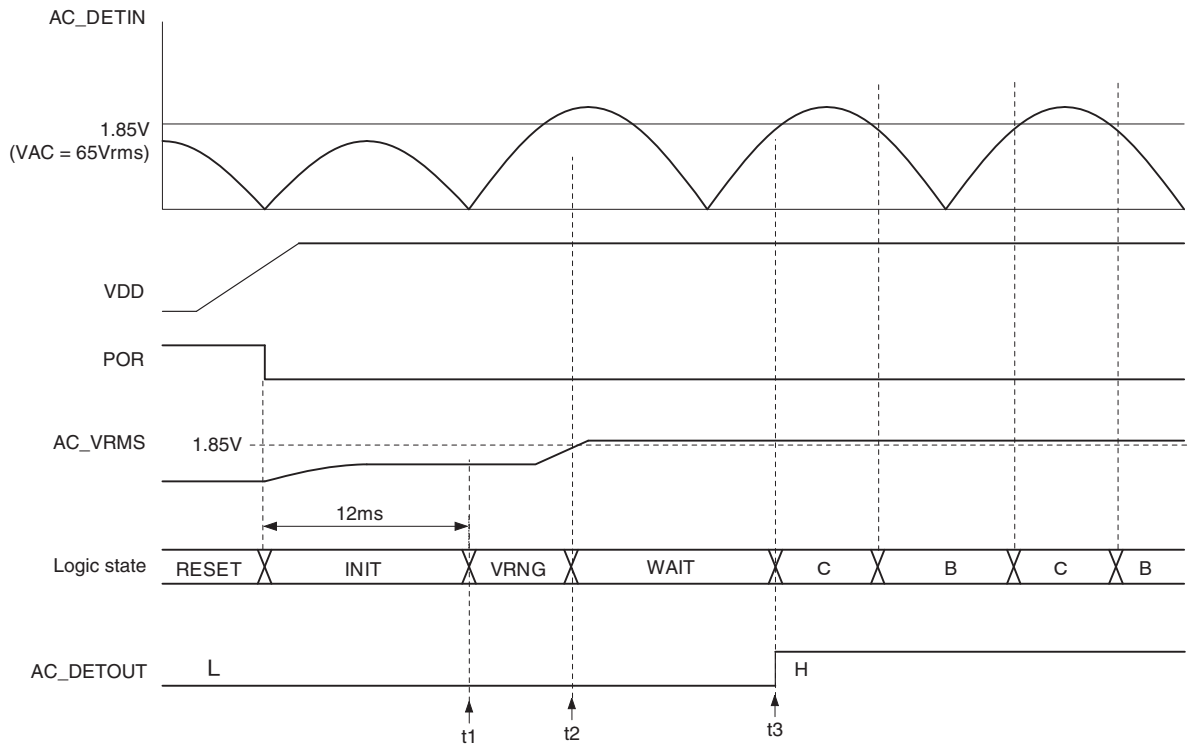 AC_DETIN
1.85V
(VAC = 65Vrms)
VDD
POR
AC_VRMS
1.85V
12ms
Logic state
RESET
INIT
VRNG
WAIT
C
B
C
B
AC_DETOUT
L
H
t1
t2
t3